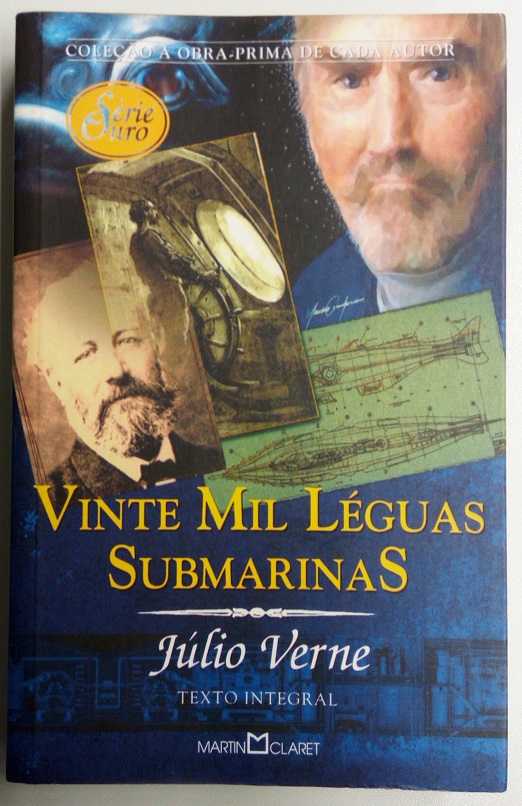 COLEÇÃO A OBRA-PRIMA DE CADA AUTOR
Série
Ouro
VINTE MIL LÉGUAS
SUBMARINAS
Júlio Verne
TEXTO INTEGRAL
MARTIN CLARET